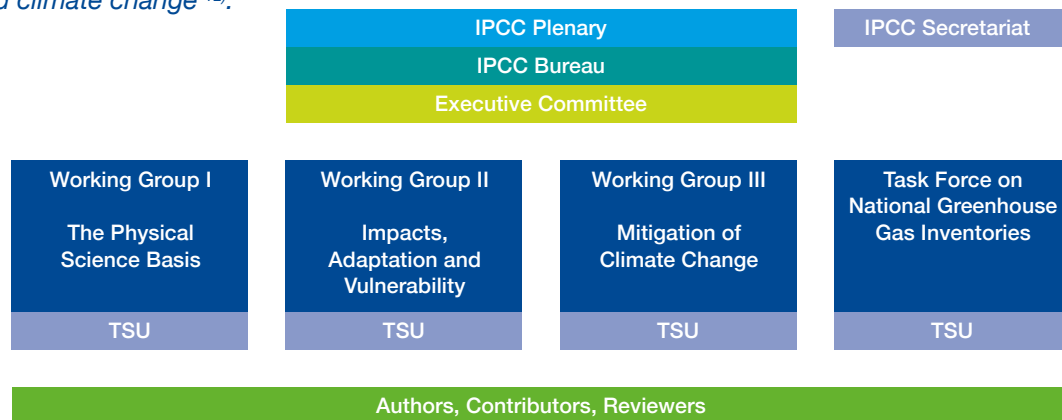 climate change
IPCC Plenary
IPCC Secretariat
IPCC Bureau
Executive Committee
Working Group I
The Physical
Science Basis
TSU
Working Group II
Impacts,
Adaptation and
Vulnerability
TSU
Working Group III
Mitigation of
Climate Change
TSU
Task Force on
National Greenhouse
Gas Inventories
TSU
Authors, Contributors, Reviewers